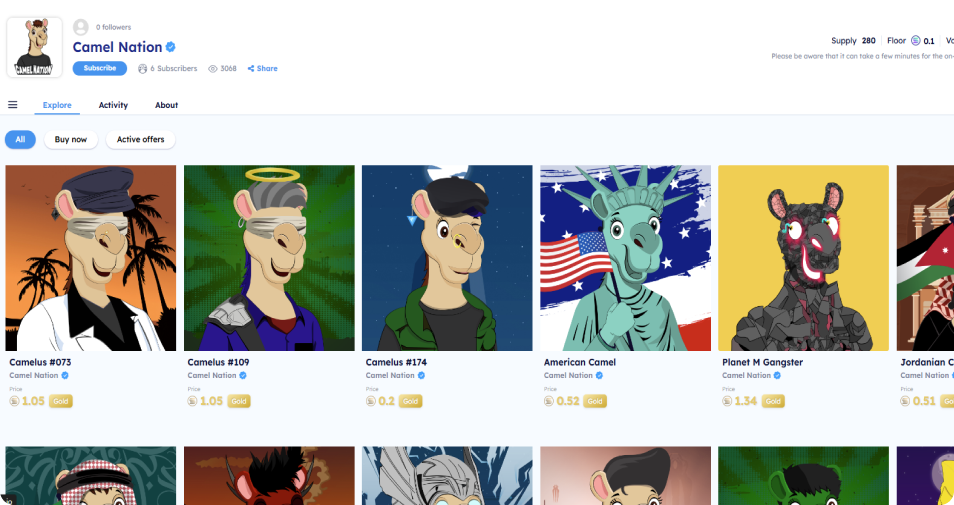 0 followers
Camel Nation
CAMEL NATION
Subscribe 6 Subscribers 3068 Share
Supply 280 Floor 0.1
Please be aware that it can take a few minutes for the on-
Explore Activity About
All Buy now Active offers
Camelus #073 Camelus #109 Camelus #174 American Camel Planet M Gangster Jordanian C
Camel Nation Camel Nation Camel Nation Camel Nation Camel Nation Camel Nation
Price Price Price Price Price Price
1.05 Gold 1.05 Gold 0.2 Gold 0.52 Gold 1.34 Gold 0.51 Go